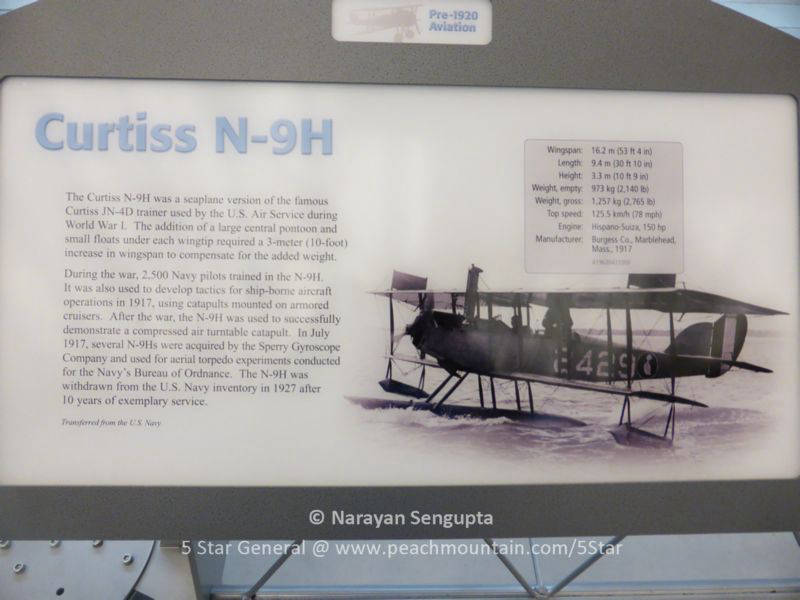 Pre-1920
Aviation
Curtiss N-9H
The Curtiss N-9H was a seaplane version of the famous
Curtiss JN-4D trainer used by the U.S. Air Service during
World War I. The addition of a large central pontoon and
small floats under each wingtip required a 3-meter (10-foot)
increase in wingspan to compensate for the added weight.
During the war, 2,500 Navy pilots trained in the N-9H.
It was also used to develop tactics for ship-borne aircraft
operations in 1917, using catapults mounted on armored
cruisers. After the war, the N-9H was used to successfully
demonstrate a compressed air turntable catapult. In July
1917, several N-9Hs were acquired by the Sperry Gyroscope
Company and used for aerial torpedo experiments conducted
for the Navy's Bureau of Ordnance. The N-9H was
withdrawn from the U.S. Navy inventory in 1927 after
10 years of exemplary service.
Transferred from the U.S. Navy
Wingspan: 16.2 m (53 ft 4 in)
Length: 9.4 m (30 ft 10 in)
Height: 3.3 m (10 ft 9 in)
Weight, empty: 973 kg (2,140 lb)
Weight, gross: 1,257 kg (2,765 lb)
Top speed: 125.5 km/h (78 mph)
Engine: Hispano-Suiza, 150 hp
Manufacturer: Burgess Co., Marblehead,
Mass., 1917
429
© Narayan Sengupta
5 Star General @ www.peachmountain.com/5Star